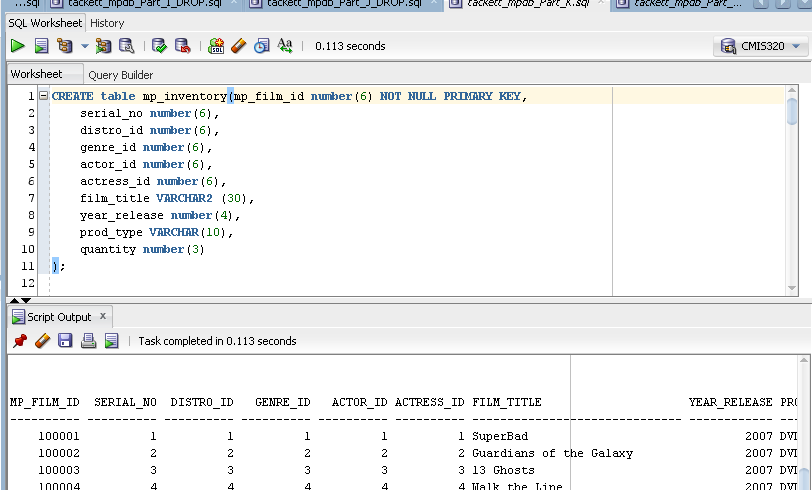 ...sql tackett_mpdb_Part_I_DROP.sql tackett_mpdb_Part_J_DROP.sql tackett_mpdb_Part_K.sql tackett_mpdb_Part_...
SQL Worksheet History
0.113 seconds CMIS320
Worksheet Query Builder
1 CREATE table mp_inventory(mp_film_id number(6) NOT NULL PRIMARY KEY,
2 serial_no number(6),
3 distro_id number(6),
4 genre_id number(6),
5 actor_id number(6),
6 actress_id number(6),
7 film_title VARCHAR2 (30),
8 year_release number(4),
9 prod_type VARCHAR(10),
10 quantity number(3)
11 );
12
Script Output x
Task completed in 0.113 seconds
MP_FILM_ID SERIAL_NO DISTRO_ID GENRE_ID ACTOR_ID ACTRESS_ID FILM_TITLE YEAR_RELEASE PRO
---------- ---------- ---------- ---------- ---------- ---------- ------------------------------ ------------ ---
100001 1 1 1 1 1 SuperBad 2007 DVD
100002 2 2 2 2 2 Guardians of the Galaxy 2007 DVD
100003 3 3 3 3 3 13 Ghosts 2007 DVD
100004 4 4 4 4 4 Walk the Line 2007 DVD